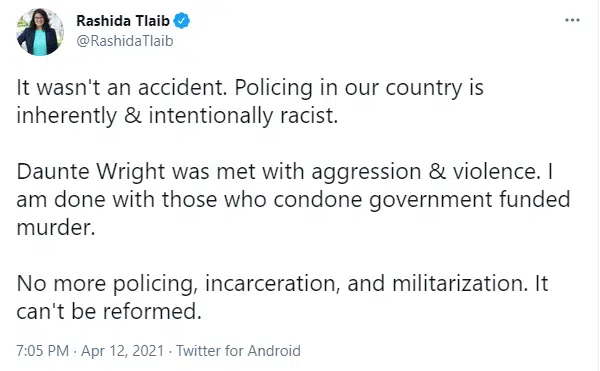 Rashida Tlaib
@RashidaTlaib
It wasn't an accident. Policing in our country is
inherently & intentionally racist.
Daunte Wright was met with aggression & violence. I
am done with those who condone government funded
murder.
No more policing, incarceration, and militarization. It
can't be reformed.
7:05 PM · Apr 12, 2021 · Twitter for Android